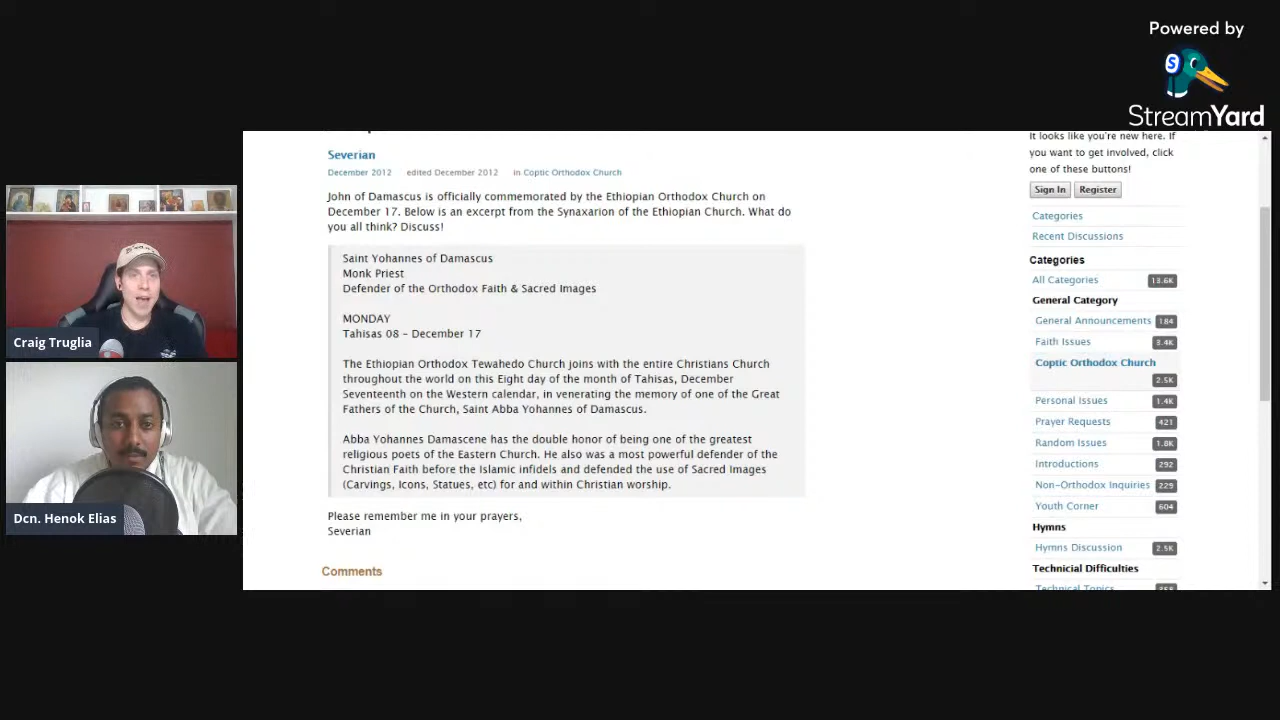 Powered by
StreamYard
Craig Truglia
Dcn. Henok Elias
Severian
December 2012 edited December 2012 in Coptic Orthodox Church
John of Damascus is officially commemorated by the Ethiopian Orthodox Church on
December 17. Below is an excerpt from the Synaxarion of the Ethiopian Church. What do
you all think? Discuss!
Saint Yohannes of Damascus
Monk Priest
Defender of the Orthodox Faith & Sacred Images
MONDAY
Tahisas 08 - December 17
The Ethiopian Orthodox Tewahedo Church joins with the entire Christians Church
throughout the world on this Eight day of the month of Tahisas, December
Seventeenth on the Western calendar, in venerating the memory of one of the Great
Fathers of the Church, Saint Abba Yohannes of Damascus.
Abba Yohannes Damascene has the double honor of being one of the greatest
religious poets of the Eastern Church. He also was a most powerful defender of the
Christian Faith before the Islamic infidels and defended the use of Sacred Images
(Carvings, Icons, Statues, etc) for and within Christian worship.
Please remember me in your prayers,
Severian
Comments
It looks like you're new here. If
you want to get involved, click
one of these buttons!
Sign In Register
Categories
Recent Discussions
Categories
All Categories 13.6K
General Category
General Announcements 184
Faith Issues 3.4K
Coptic Orthodox Church
2.5K
Personal Issues 1.4K
Prayer Requests 421
Random Issues 1.8K
Introductions 292
Non-Orthodox Inquiries 229
Youth Corner 604
Hymns
Hymns Discussion 2.5K
Technicial Difficulties
Technical Topics